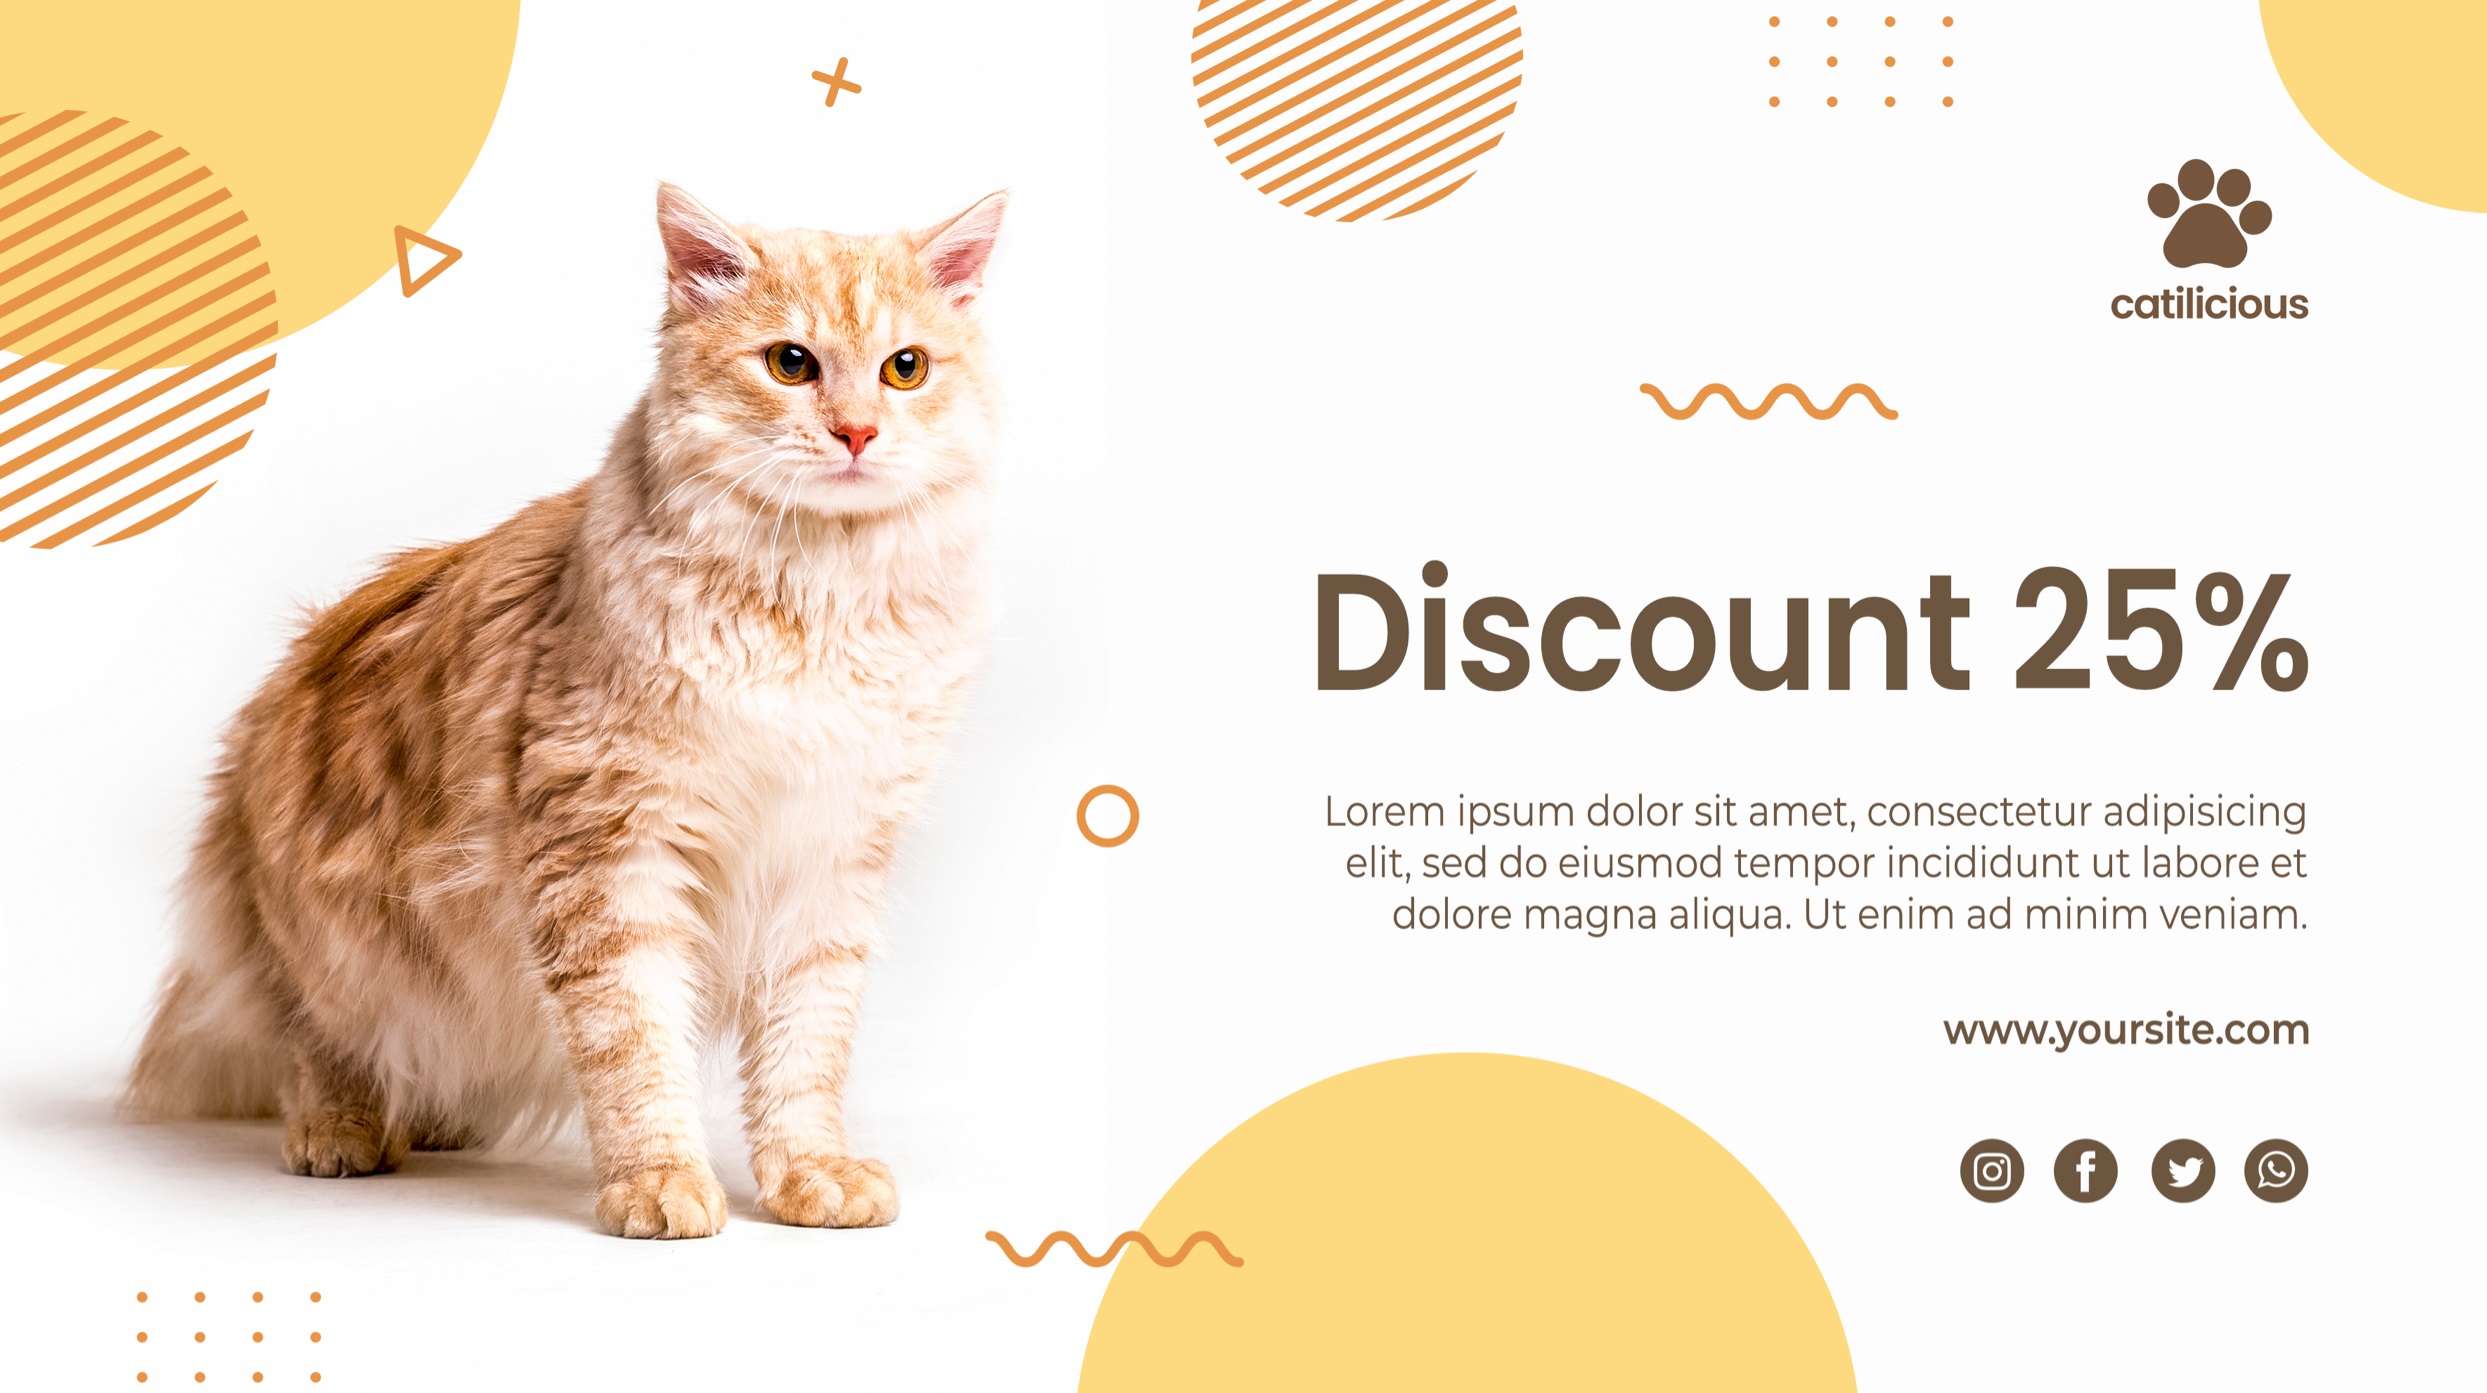 catilicious
Discount 25%
Lorem ipsum dolor sit amet, consectetur adipisicing
elit, sed do eiusmod tempor incididunt ut labore et
dolore magna aliqua. Ut enim ad minim veniam.
www.yoursite.com